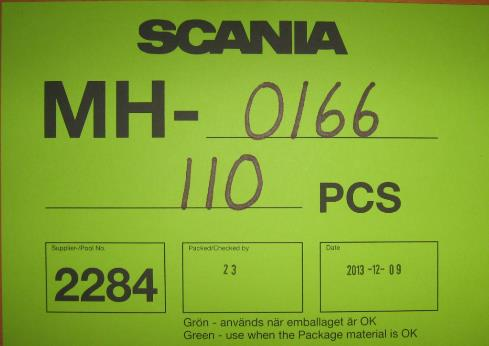 SCANIA
MH- 0166
110 PCS
Supplier-/Pool No. Packed/Checked by Date
2284 23 2013-12-09
Grön - används när emballaget är OK
Green - use when the Package material is OK